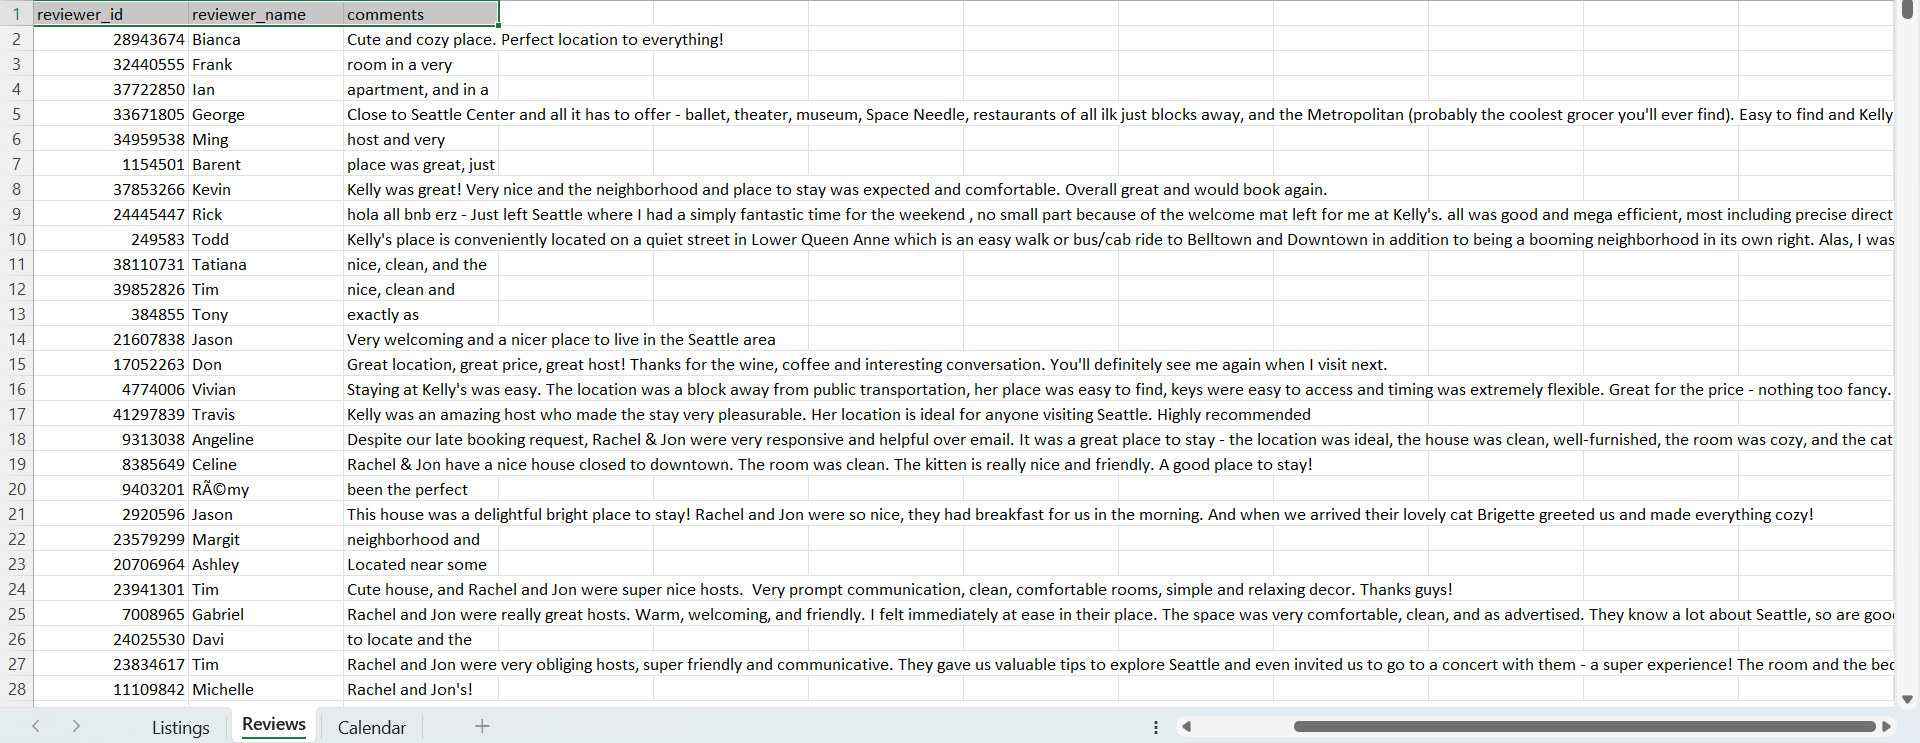 1 reviewer_id reviewer_name comments
2 28943674 Bianca Cute and cozy place. Perfect location to everything!
3 32440555 Frank room in a very
4 37722850 Ian apartment, and in a
5 33671805 George Close to Seattle Center and all it has to offer - ballet, theater, museum, Space Needle, restaurants of all ilk just blocks away, and the Metropolitan (probably the coolest grocer you'll ever find). Easy to find and Kelly
6 34959538 Ming host and very
7 1154501 Barent place was great, just
8 37853266 Kevin Kelly was great! Very nice and the neighborhood and place to stay was expected and comfortable. Overall great and would book again.
9 24445447 Rick hola all bnb erz - Just left Seattle where I had a simply fantastic time for the weekend , no small part because of the welcome mat left for me at Kelly's. all was good and mega efficient, most including precise direct
10 249583 Todd Kelly's place is conveniently located on a quiet street in Lower Queen Anne which is an easy walk or bus/cab ride to Belltown and Downtown in addition to being a booming neighborhood in its own right. Alas, I was
11 38110731 Tatiana nice, clean, and the
12 39852826 Tim nice, clean and
13 384855 Tony exactly as
14 21607838 Jason Very welcoming and a nicer place to live in the Seattle area
15 17052263 Don Great location, great price, great host! Thanks for the wine, coffee and interesting conversation. You'll definitely see me again when I visit next.
16 4774006 Vivian Staying at Kelly's was easy. The location was a block away from public transportation, her place was easy to find, keys were easy to access and timing was extremely flexible. Great for the price - nothing too fancy.
17 41297839 Travis Kelly was an amazing host who made the stay very pleasurable. Her location is ideal for anyone visiting Seattle. Highly recommended
18 9313038 Angeline Despite our late booking request, Rachel & Jon were very responsive and helpful over email. It was a great place to stay - the location was ideal, the house was clean, well-furnished, the room was cozy, and the cat
19 8385649 Celine Rachel & Jon have a nice house closed to downtown. The room was clean. The kitten is really nice and friendly. A good place to stay!
20 9403201 RÃ©my been the perfect
21 2920596 Jason This house was a delightful bright place to stay! Rachel and Jon were so nice, they had breakfast for us in the morning. And when we arrived their lovely cat Brigette greeted us and made everything cozy!
22 23579299 Margit neighborhood and
23 20706964 Ashley Located near some
24 23941301 Tim Cute house, and Rachel and Jon were super nice hosts.  Very prompt communication, clean, comfortable rooms, simple and relaxing decor. Thanks guys!
25 7008965 Gabriel Rachel and Jon were really great hosts. Warm, welcoming, and friendly. I felt immediately at ease in their place. The space was very comfortable, clean, and as advertised. They know a lot about Seattle, so are goo
26 24025530 Davi to locate and the
27 23834617 Tim Rachel and Jon were very obliging hosts, super friendly and communicative. They gave us valuable tips to explore Seattle and even invited us to go to a concert with them - a super experience! The room and the bed
28 11109842 Michelle Rachel and Jon's!
Listings Reviews Calendar